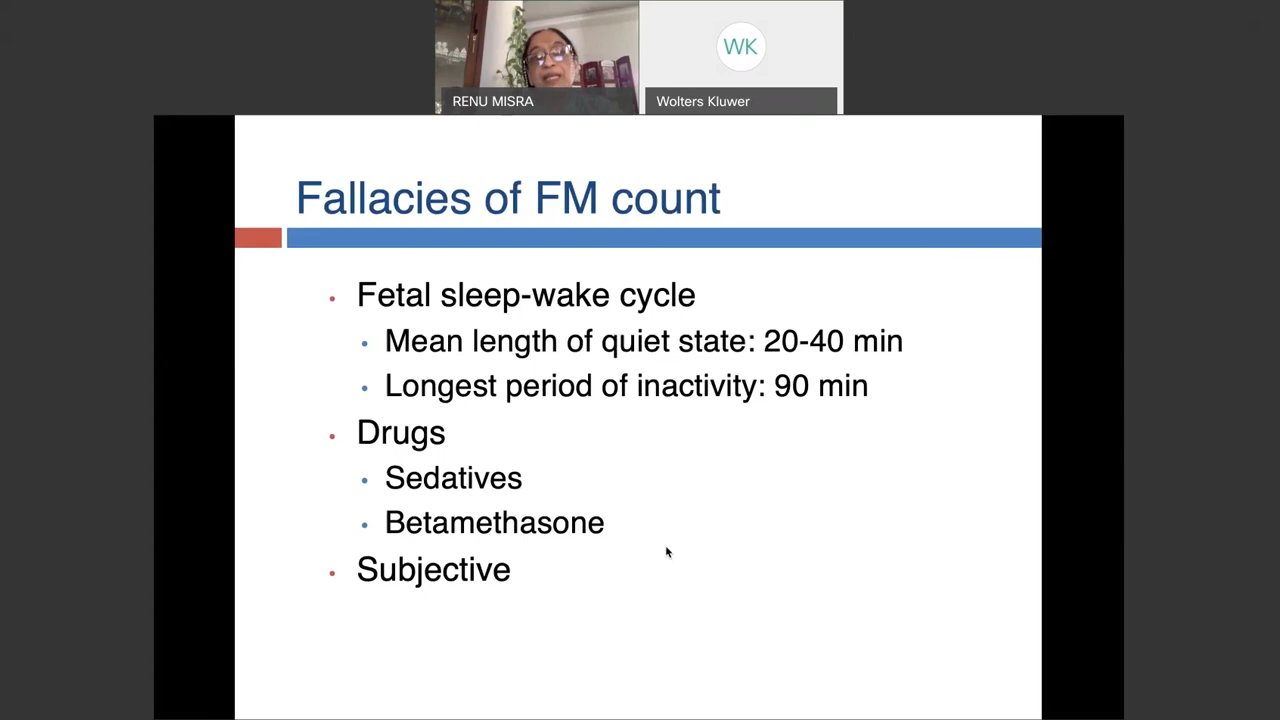 WK
RENU MISRA
Wolters Kluwer
Fallacies of FM count
• Fetal sleep-wake cycle
• Mean length of quiet state: 20-40 min
• Longest period of inactivity: 90 min
• Drugs
• Sedatives
• Betamethasone
• Subjective